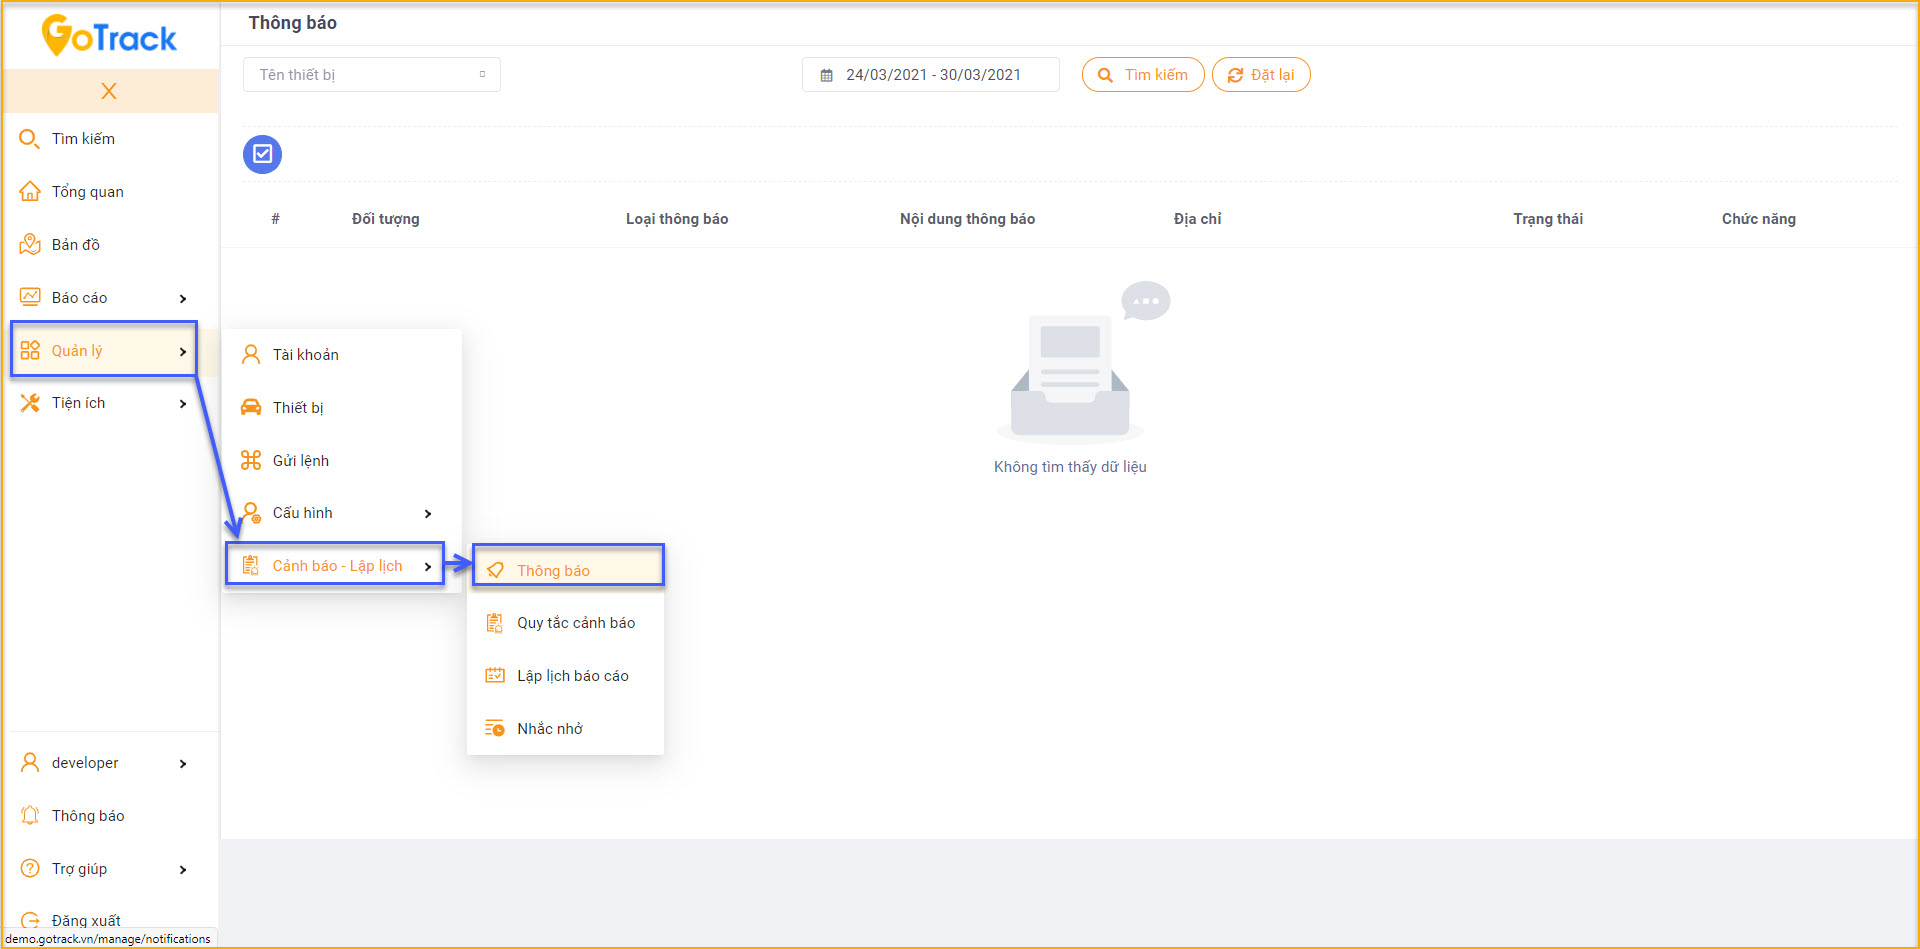 GoTrack
X
Tìm kiếm
Tổng quan
Bản đồ
Báo cáo
Quản lý
Tiện ích
developer
Thông báo
Trợ giúp
Đăng xuất
demo.gotrack.vn/manage/notifications
Thông báo
Tên thiết bị
24/03/2021 - 30/03/2021
Tìm kiếm
Đặt lại
# Đối tượng Loại thông báo Nội dung thông báo Địa chỉ Trạng thái Chức năng
Không tìm thấy dữ liệu
Tài khoản
Thiết bị
Gửi lệnh
Cấu hình
Cảnh báo - Lập lịch
Thông báo
Quy tắc cảnh báo
Lập lịch báo cáo
Nhắc nhở